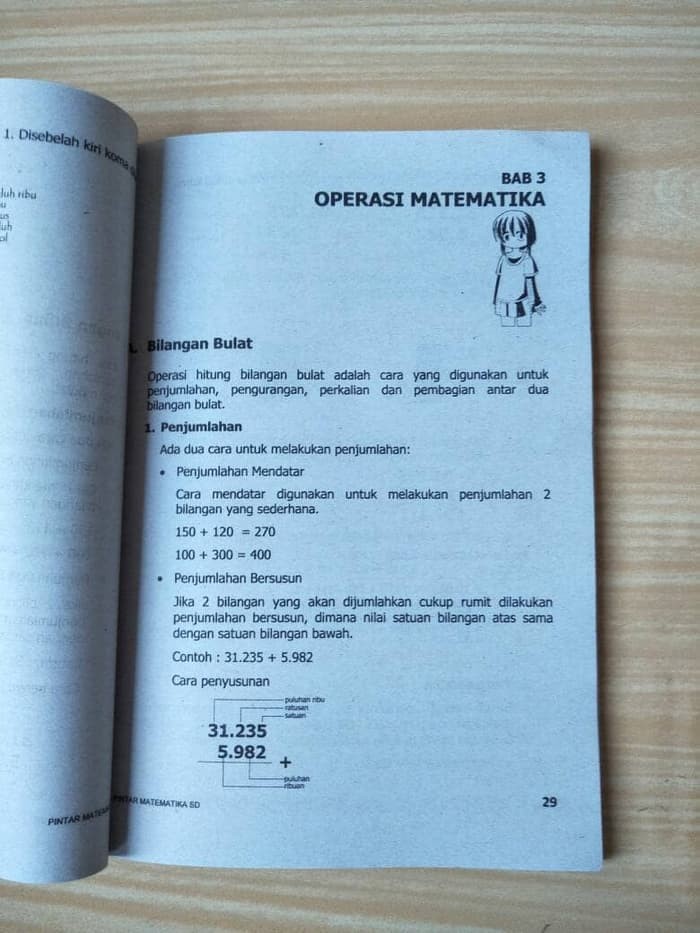 1. Disebelah kiri koma
luh ribu
BAB 3
OPERASI MATEMATIKA
Bilangan Bulat
Operasi hitung bilangan bulat adalah cara yang digunakan untuk
penjumlahan, pengurangan, perkalian dan pembagian antar dua
bilangan bulat.
1. Penjumlahan
Ada dua cara untuk melakukan penjumlahan:
• Penjumlahan Mendatar
Cara mendatar digunakan untuk melakukan penjumlahan 2
bilangan yang sederhana.
150 + 120 = 270
100 + 300 = 400
• Penjumlahan Bersusun
Jika 2 bilangan yang akan dijumlahkan cukup rumit dilakukan
penjumlahan bersusun, dimana nilai satuan bilangan atas sama
dengan satuan bilangan bawah.
Contoh : 31.235 + 5.982
Cara penyusunan
puluhan ribu
ratusan
satuan
31.235
5.982 +
puluhan
ribuan
PINTAR MATEMATIKA SD
29
PINTAR MATEM